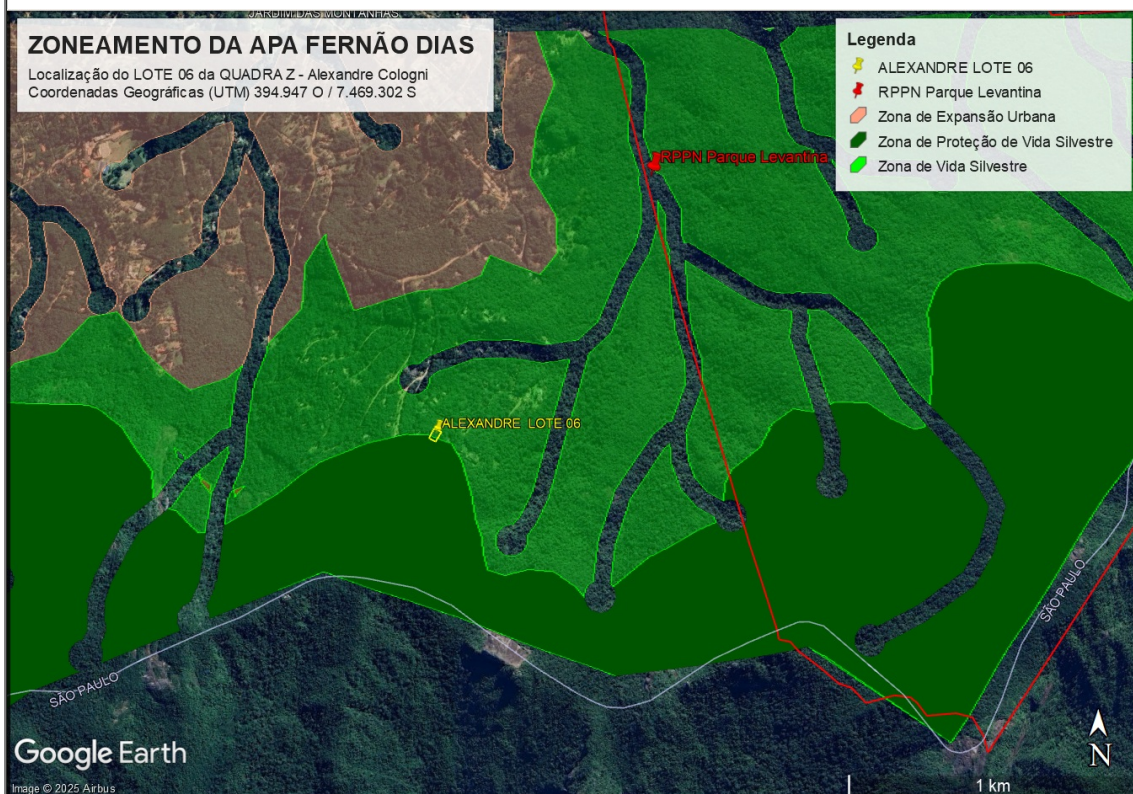 JARDIM DAS MONTANHAS
ZONEAMENTO DA APA FERNÃO DIAS
Localização do LOTE 06 da QUADRA Z - Alexandre Cologni
Coordenadas Geográficas (UTM) 394.947 O / 7.469.302 S
Legenda
ALEXANDRE LOTE 06
RPPN Parque Levantina
Zona de Expansão Urbana
Zona de Proteção de Vida Silvestre
Zona de Vida Silvestre
RPPN Parque Levantina
ALEXANDRE LOTE 06
SÃO PAULO
SÃO PAULO
Google Earth
Image © 2025 Airbus
N
1 km